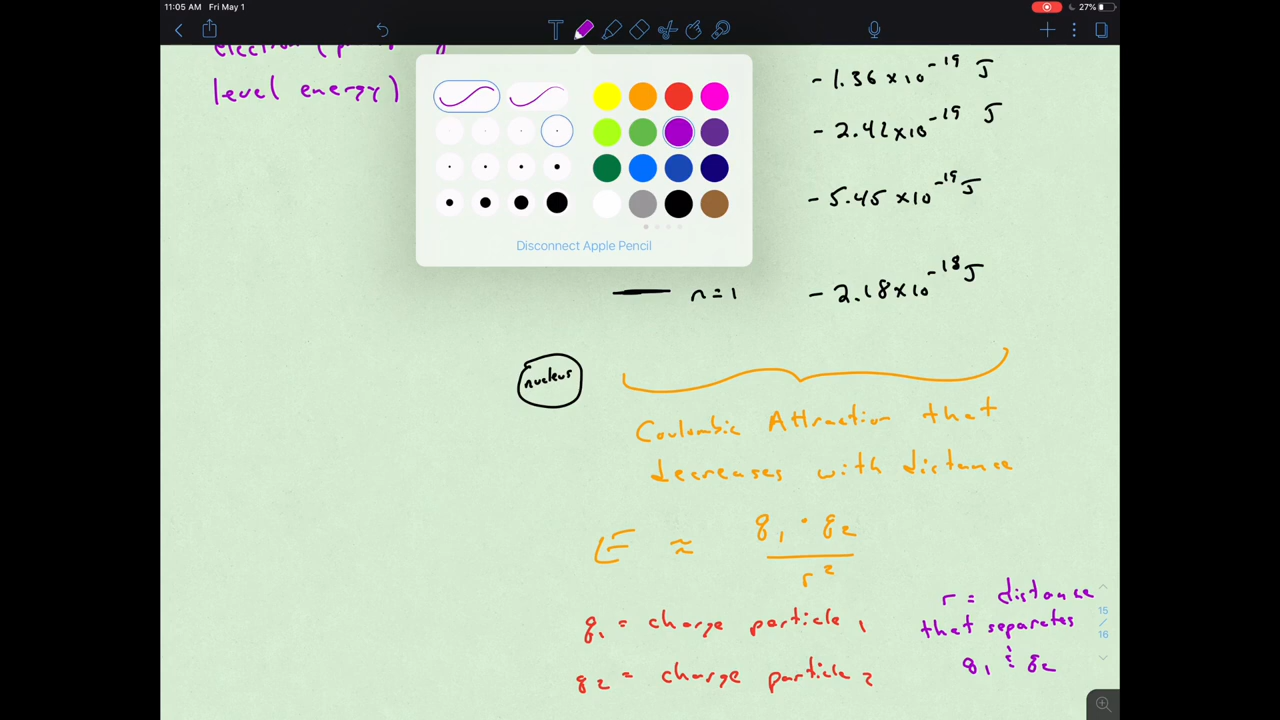 11:05 AM Fri May 1
27%
level energy)
-1.36×10⁻¹⁹ J
-2.42×10⁻¹⁹ J
-5.45×10⁻¹⁹ J
Disconnect Apple Pencil
n=1 -2.18×10⁻¹⁸ J
nucleus
Coulombic Attraction that
decreases with distance
E ≈ q₁ · q₂ / r²
r = distance
that separates
q₁ & q₂
q₁ = charge particle 1
q₂ = charge particle 2
15
/
16